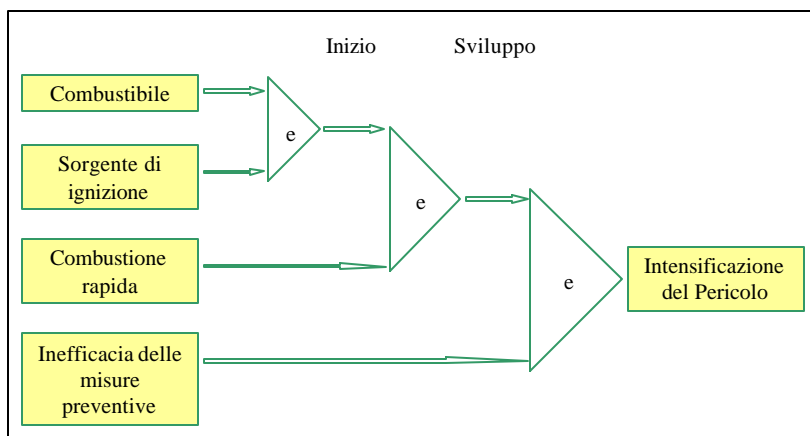 Inizio
Sviluppo
Combustibile
e
Sorgente di
ignizione
e
Combustione
rapida
e
Intensificazione
del Pericolo
Inefficacia delle
misure
preventive